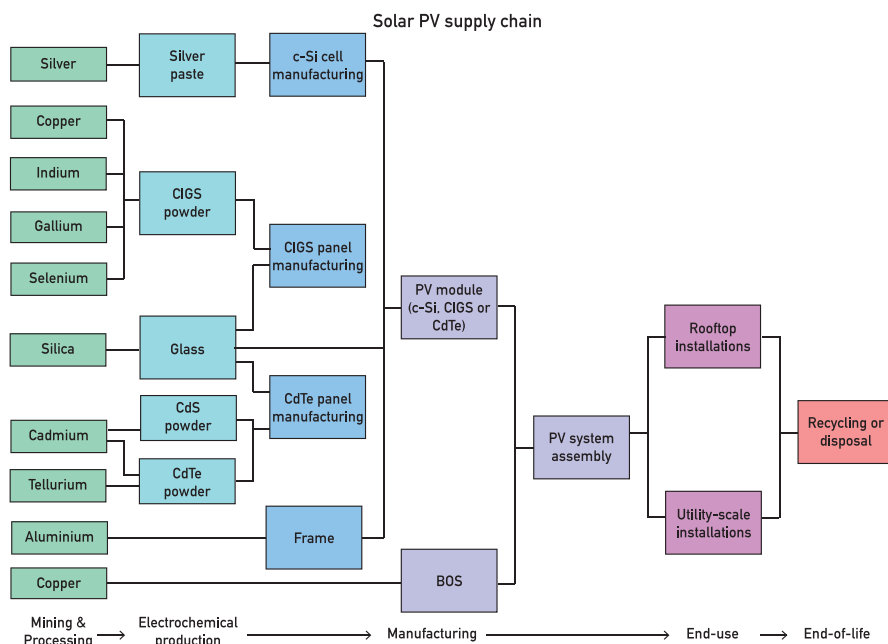 Solar PV supply chain
Silver
Silver
paste
c-Si cell
manufacturing
Copper
Indium
Gallium
Selenium
CIGS
powder
CIGS panel
manufacturing
Silica
Glass
CdTe panel
manufacturing
Cadmium
CdS
powder
Tellurium
CdTe
powder
Aluminium
Frame
Copper
BOS
PV module
(c-Si, CIGS or
CdTe)
PV system
assembly
Rooftop
installations
Utility-scale
installations
Recycling or
disposal
Mining &
Processing
Electrochemical
production
Manufacturing
End-use
End-of-life